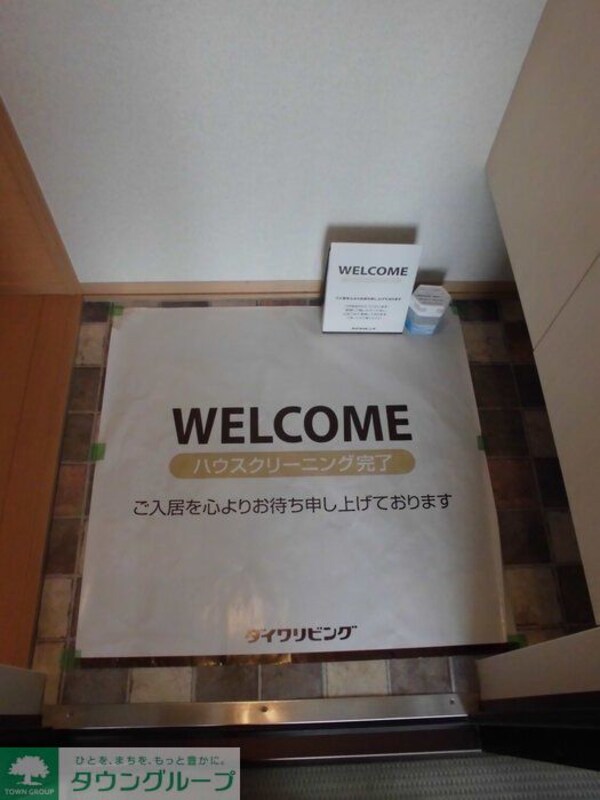 WELCOME
WELCOME
ハウスクリーニング完了
ご入居を心よりお待ち申し上げております
ダイワリビング
ひとを、まちを、もっと豊かに。
TOWN GROUP
タウングループ